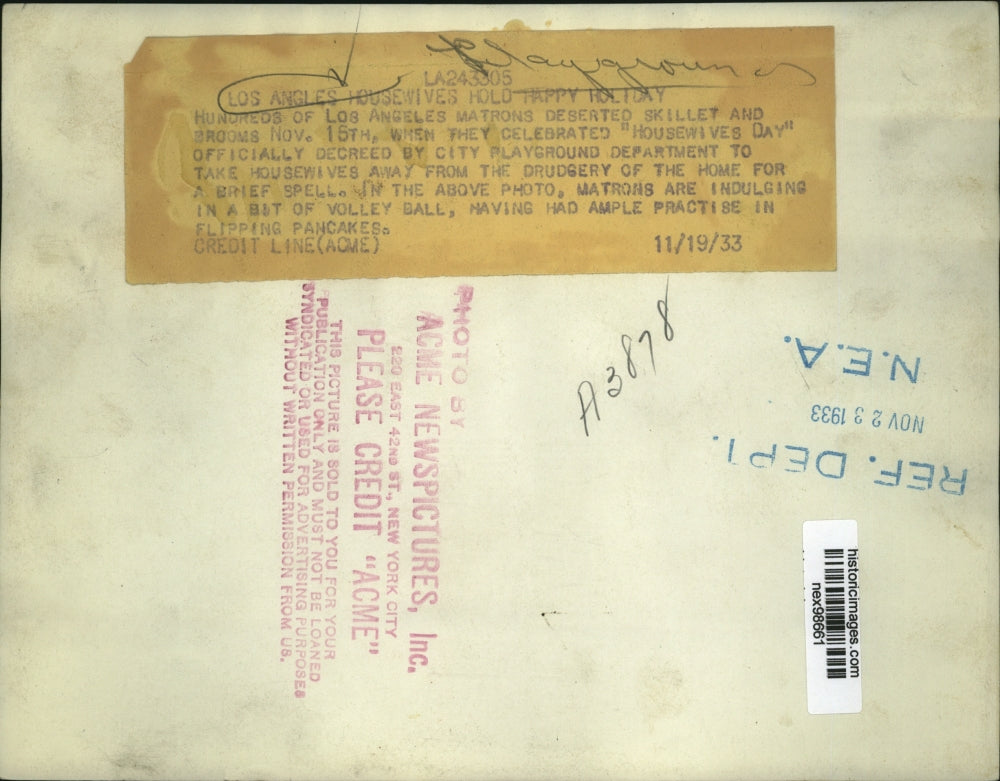 Playgrounds
LA243305
LOS ANGLES HOUSEWIVES HOLD HAPPY HOLIDAY
HUNDREDS OF LOS ANGELES MATRONS DESERTED SKILLET AND
BROOMS NOV. 15TH, WHEN THEY CELEBRATED "HOUSEWIVES DAY"
OFFICIALLY DECREED BY CITY PLAYGROUND DEPARTMENT TO
TAKE HOUSEWIVES AWAY FROM THE DRUDGERY OF THE HOME FOR
A BRIEF SPELL. IN THE ABOVE PHOTO, MATRONS ARE INDULGING
IN A BIT OF VOLLEY BALL, HAVING HAD AMPLE PRACTISE IN
FLIPPING PANCAKES.
CREDIT LINE(ACME) 11/19/33
PHOTO BY
ACME NEWSPICTURES, Inc.
220 EAST 42ND ST., NEW YORK CITY
PLEASE CREDIT "ACME"
THIS PICTURE IS SOLD TO YOU FOR YOUR
PUBLICATION ONLY AND MUST NOT BE LOANED
SYNDICATED OR USED FOR ADVERTISING PURPOSES
WITHOUT WRITTEN PERMISSION FROM US.
A3878
REF. DEPT.
NOV 23 1933
N.E.A.
historicimages.com
nex98661